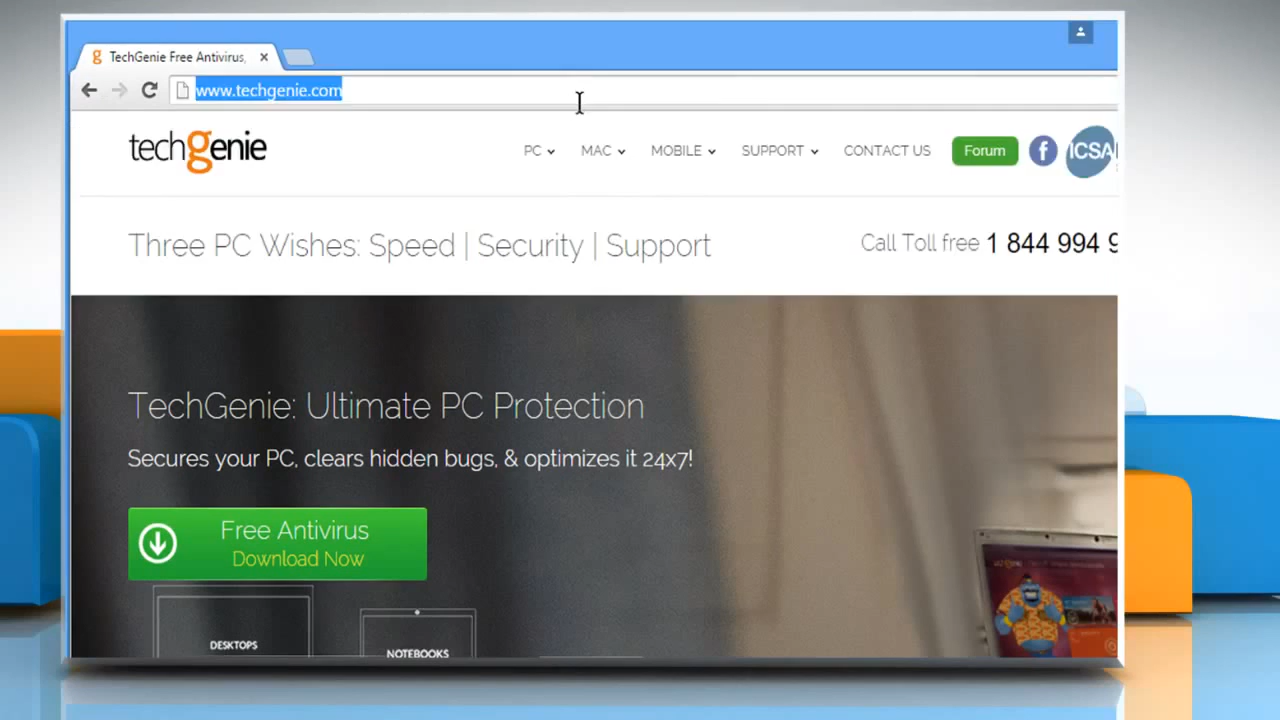 TechGenie Free Antivirus,
www.techgenie.com
techgenie
PC MAC MOBILE SUPPORT CONTACT US Forum f ICSA
Three PC Wishes: Speed | Security | Support
Call Toll free 1 844 994 9
TechGenie: Ultimate PC Protection
Secures your PC, clears hidden bugs, & optimizes it 24x7!
Free Antivirus
Download Now
DESKTOPS
NOTEBOOKS